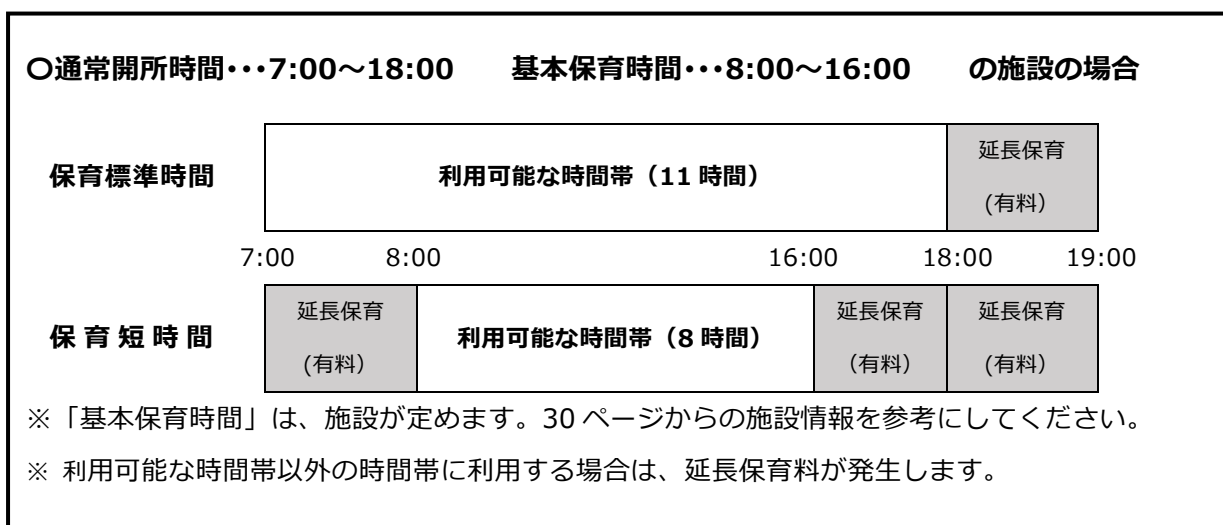 〇通常開所時間･･･7:00～18:00 基本保育時間･･･8:00～16:00 の施設の場合
保育標準時間
利用可能な時間帯（11 時間）
延長保育
(有料）
7:00 8:00 16:00 18:00 19:00
保 育 短 時 間
延長保育
(有料）
利用可能な時間帯（8 時間）
延長保育
（有料）
延長保育
(有料）
※「基本保育時間」は、施設が定めます。30 ページからの施設情報を参考にしてください。
※ 利用可能な時間帯以外の時間帯に利用する場合は、延長保育料が発生します。